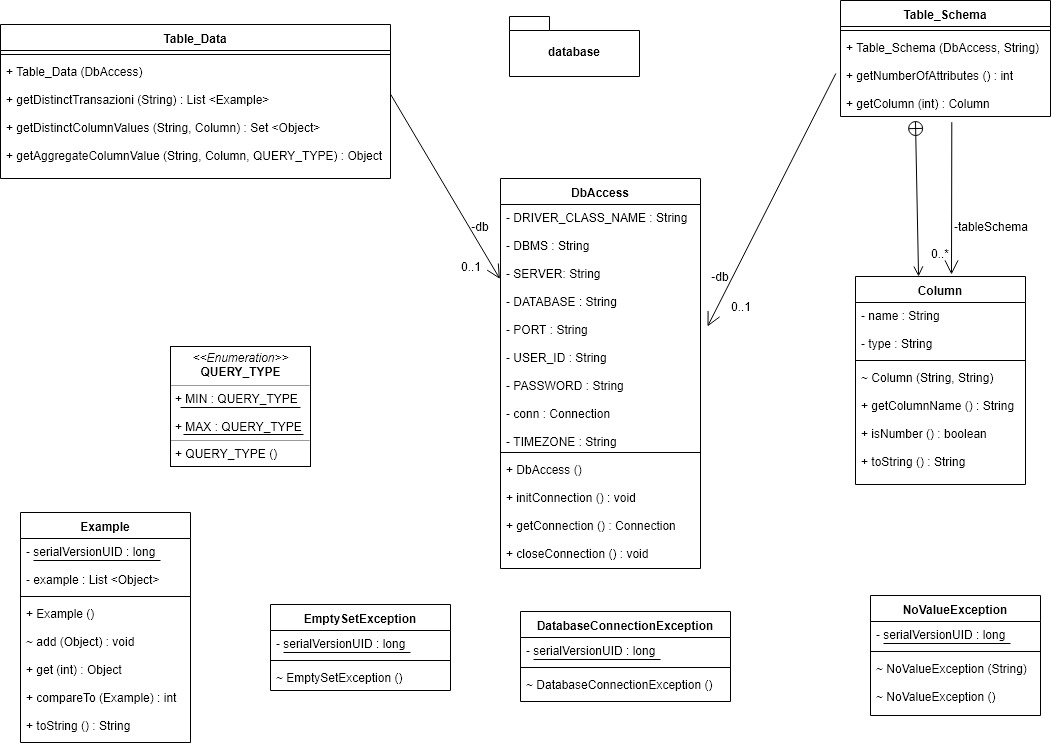 Table_Data
+ Table_Data (DbAccess)
+ getDistinctTransazioni (String) : List <Example>
+ getDistinctColumnValues (String, Column) : Set <Object>
+ getAggregateColumnValue (String, Column, QUERY_TYPE) : Object
database
Table_Schema
+ Table_Schema (DbAccess, String)
+ getNumberOfAttributes () : int
+ getColumn (int) : Column
-db
0..1
-db
0..1
-tableSchema
0..*
DbAccess
- DRIVER_CLASS_NAME : String
- DBMS : String
- SERVER: String
- DATABASE : String
- PORT : String
- USER_ID : String
- PASSWORD : String
- conn : Connection
- TIMEZONE : String
+ DbAccess ()
+ initConnection () : void
+ getConnection () : Connection
+ closeConnection () : void
Column
- name : String
- type : String
~ Column (String, String)
+ getColumnName () : String
+ isNumber () : boolean
+ toString () : String
<<Enumeration>>
QUERY_TYPE
+ MIN : QUERY_TYPE
+ MAX : QUERY_TYPE
+ QUERY_TYPE ()
Example
- serialVersionUID : long
- example : List <Object>
+ Example ()
~ add (Object) : void
+ get (int) : Object
+ compareTo (Example) : int
+ toString () : String
EmptySetException
- serialVersionUID : long
~ EmptySetException ()
DatabaseConnectionException
- serialVersionUID : long
~ DatabaseConnectionException ()
NoValueException
- serialVersionUID : long
~ NoValueException (String)
~ NoValueException ()